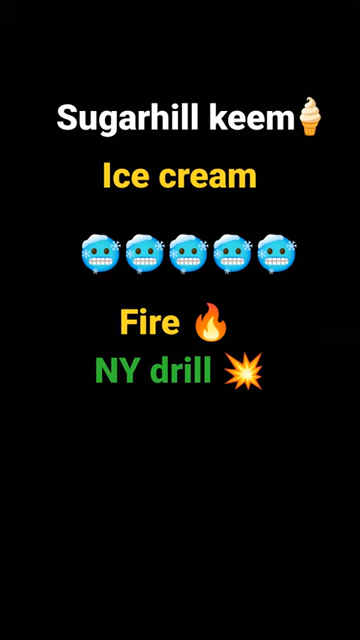 Sugarhill keem🍦
Ice cream
🥶🥶🥶🥶🥶
Fire 🔥
NY drill 💥